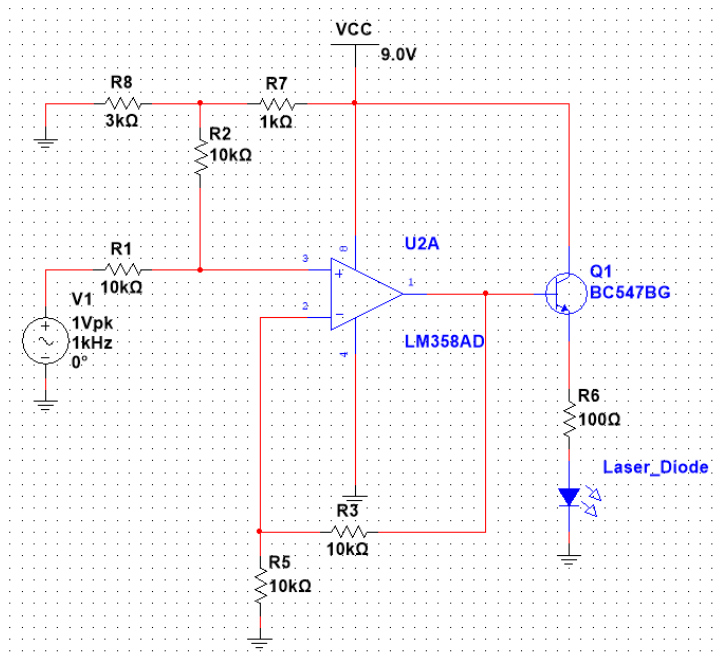 VCC
9.0V
R8
3kΩ
R7
1kΩ
R2
10kΩ
R1
10kΩ
V1
1Vpk
1kHz
0°
3
2
8
4
1
U2A
LM358AD
Q1
BC547BG
R6
100Ω
Laser_Diode
R3
10kΩ
R5
10kΩ